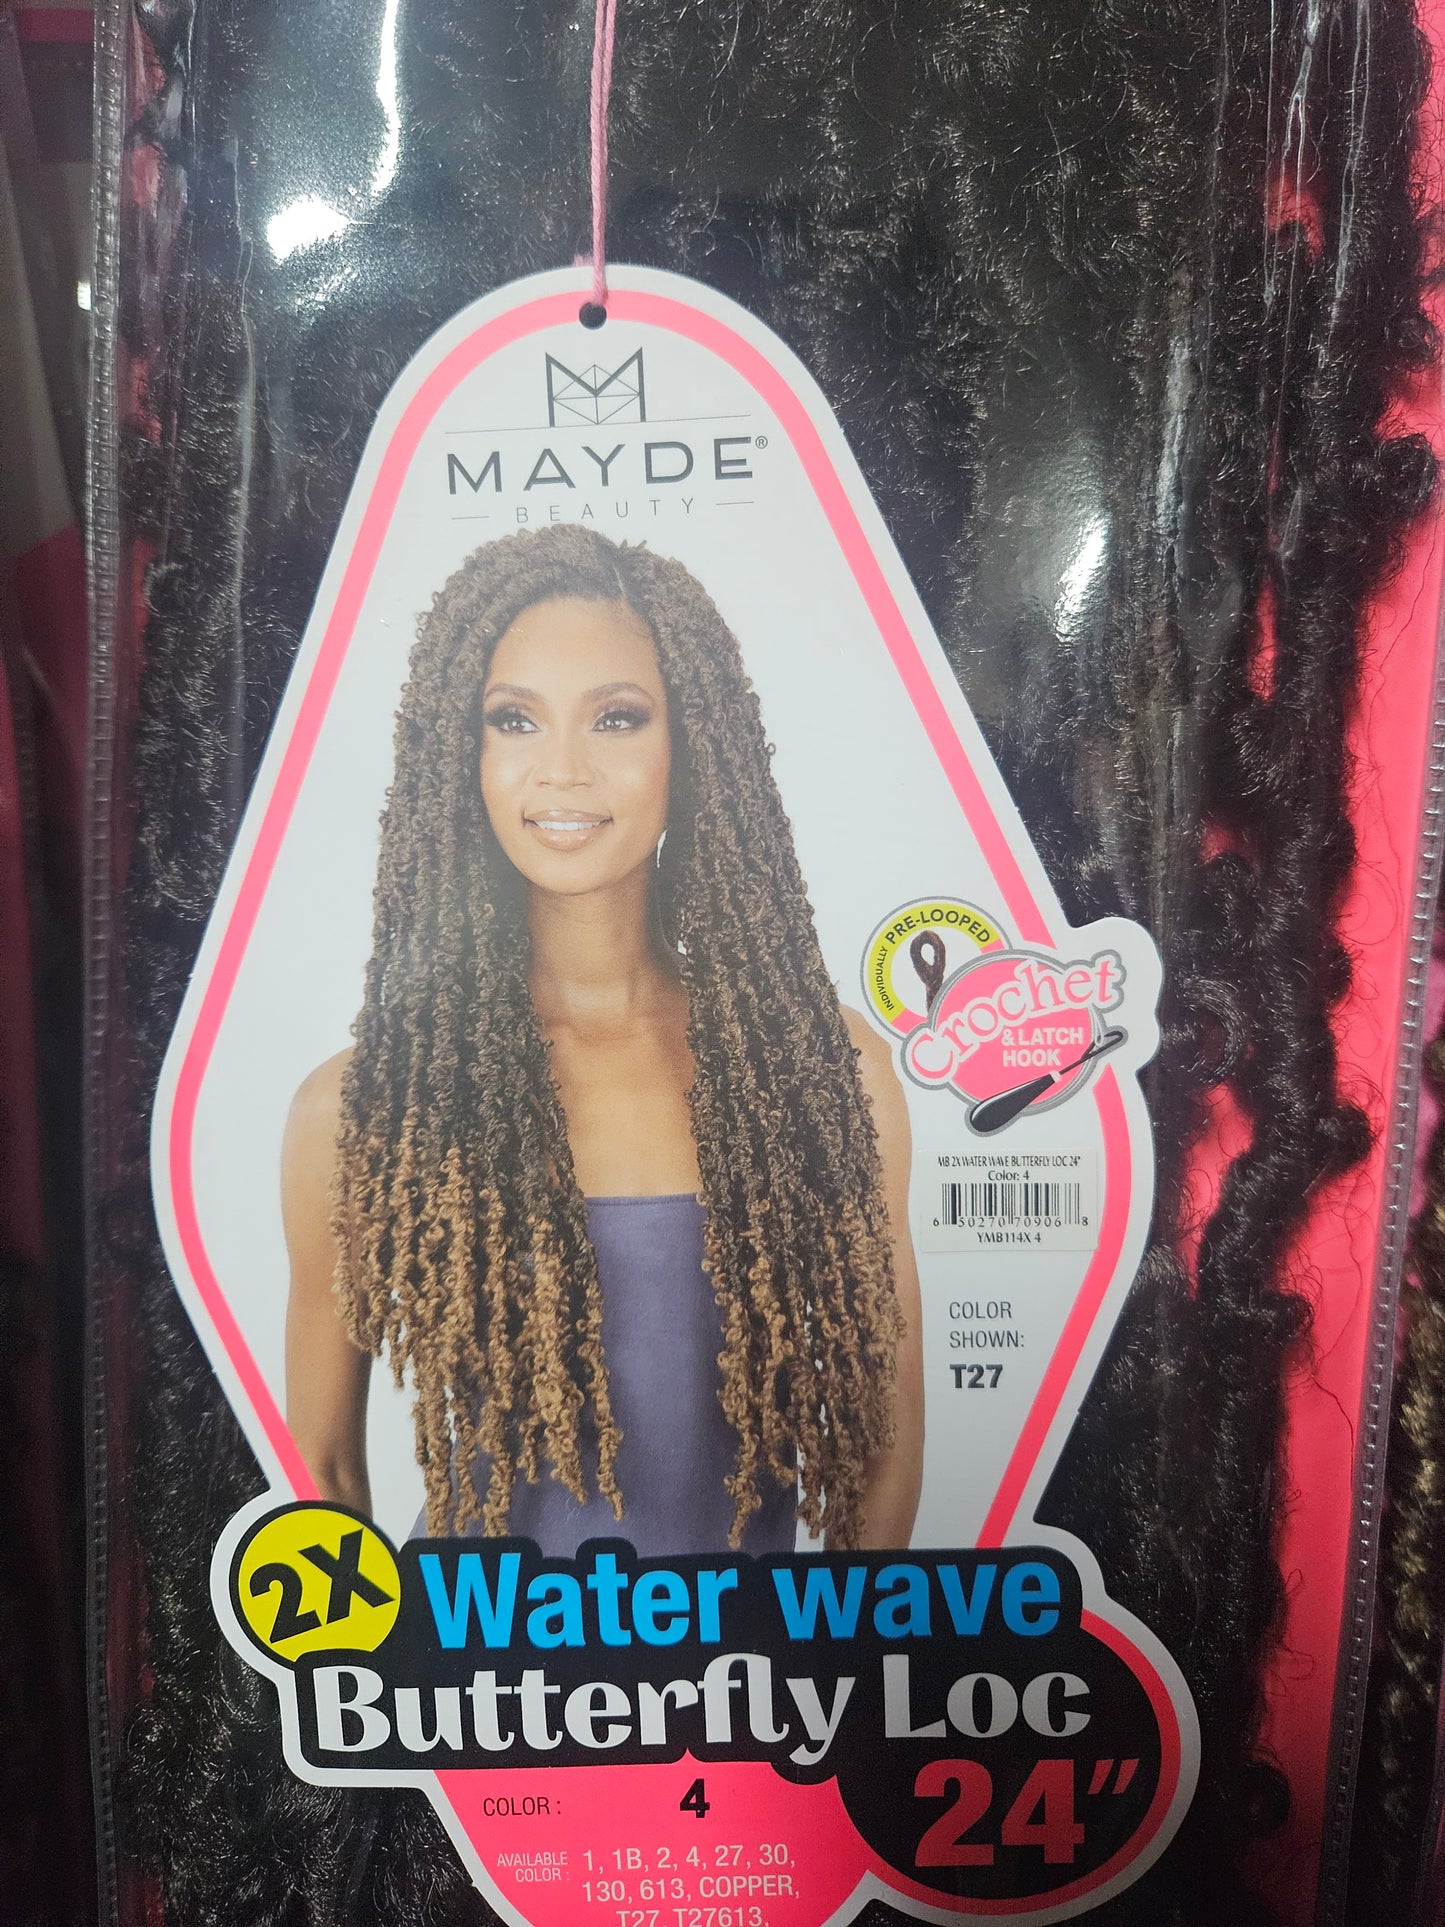 MAYDE®
BEAUTY
INDIVIDUALLY PRE-LOOPED
Crochet
& LATCH
HOOK
MB 2X WATER WAVE BUTTERFLY LOC 24"
Color: 4
6 50270 70906 8
YMB114X 4
COLOR
SHOWN:
T27
2X Water wave
Butterfly Loc
24"
COLOR : 4
AVAILABLE COLOR : 1, 1B, 2, 4, 27, 30,
130, 613, COPPER,
T27, T27613,